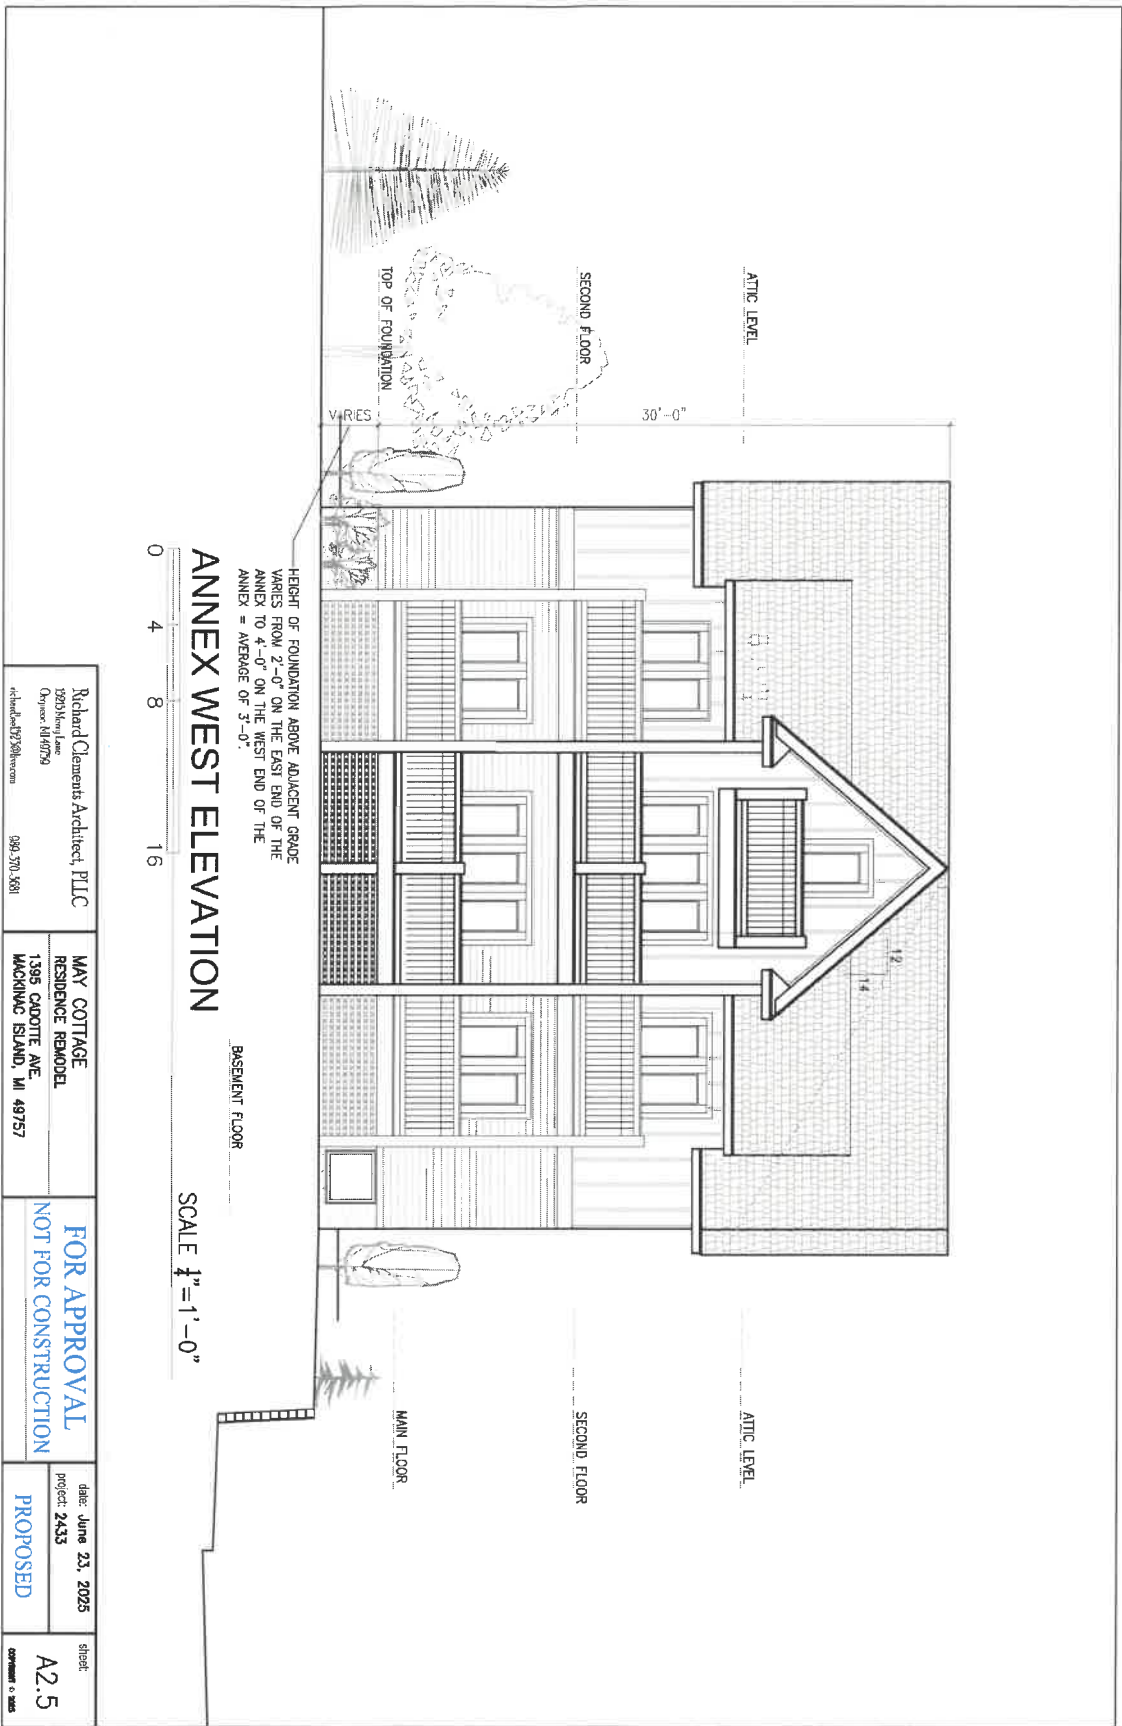 ATTIC LEVEL
SECOND FLOOR
TOP OF FOUNDATION
30'-0"
VARIES
12
14
ATTIC LEVEL
SECOND FLOOR
MAIN FLOOR
BASEMENT FLOOR
HEIGHT OF FOUNDATION ABOVE ADJACENT GRADE
VARIES FROM 2'-0" ON THE EAST END OF THE
ANNEX TO 4'-0" ON THE WEST END OF THE
ANNEX = AVERAGE OF 3'-0".
ANNEX WEST ELEVATION
SCALE 1/4"=1'-0"
0 4 8 16
Richard Clements Architect, PLLC
15215 Merry Lane
989-370-3681
MAY COTTAGE
RESIDENCE REMODEL
1395 CADOTTE AVE.
MACKINAC ISLAND, MI 49757
FOR APPROVAL
NOT FOR CONSTRUCTION
date: June 23, 2025
project: 2433
PROPOSED
sheet:
A2.5
COPYRIGHT © 2025